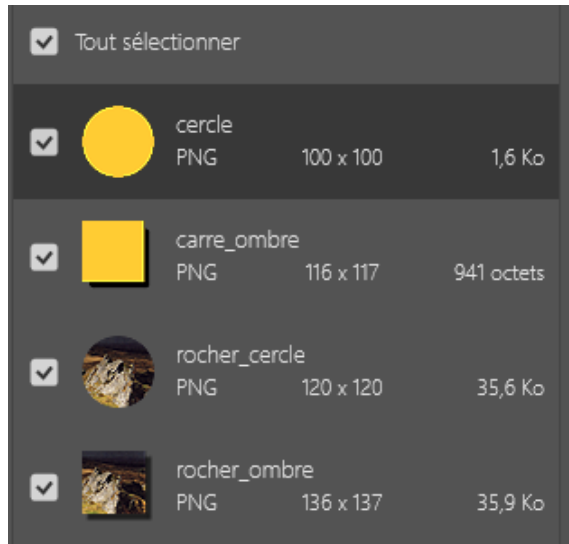 Tout sélectionner
cercle
PNG 100 x 100 1,6 Ko
carre_ombre
PNG 116 x 117 941 octets
rocher_cercle
PNG 120 x 120 35,6 Ko
rocher_ombre
PNG 136 x 137 35,9 Ko